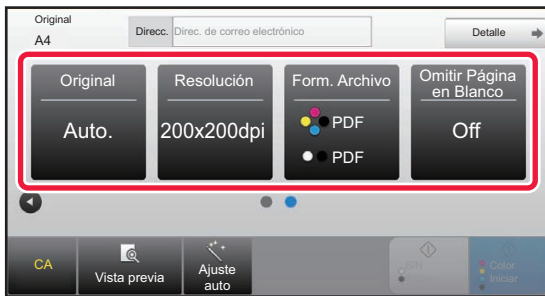 Original
A4
Direcc. Direc. de correo electrónico
Detalle
Original
Auto.
Resolución
200x200dpi
Form. Archivo
PDF
PDF
Omitir Página
en Blanco
Off
CA
Vista previa
Ajuste
auto
B/N
Iniciar
Color
Iniciar